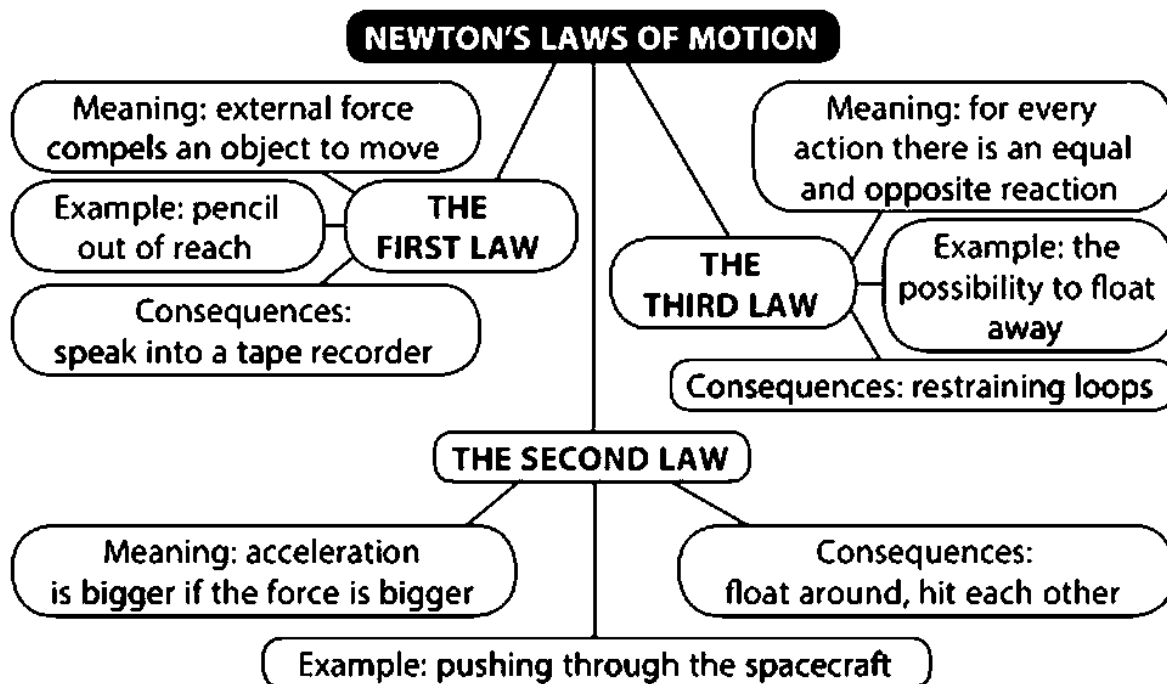 NEWTON'S LAWS OF MOTION
Meaning: external force
compels an object to move
Example: pencil
out of reach
THE
FIRST LAW
Consequences:
speak into a tape recorder
Meaning: for every
action there is an equal
and opposite reaction
THE
THIRD LAW
Example: the
possibility to float
away
Consequences: restraining loops
THE SECOND LAW
Meaning: acceleration
is bigger if the force is bigger
Consequences:
float around, hit each other
Example: pushing through the spacecraft